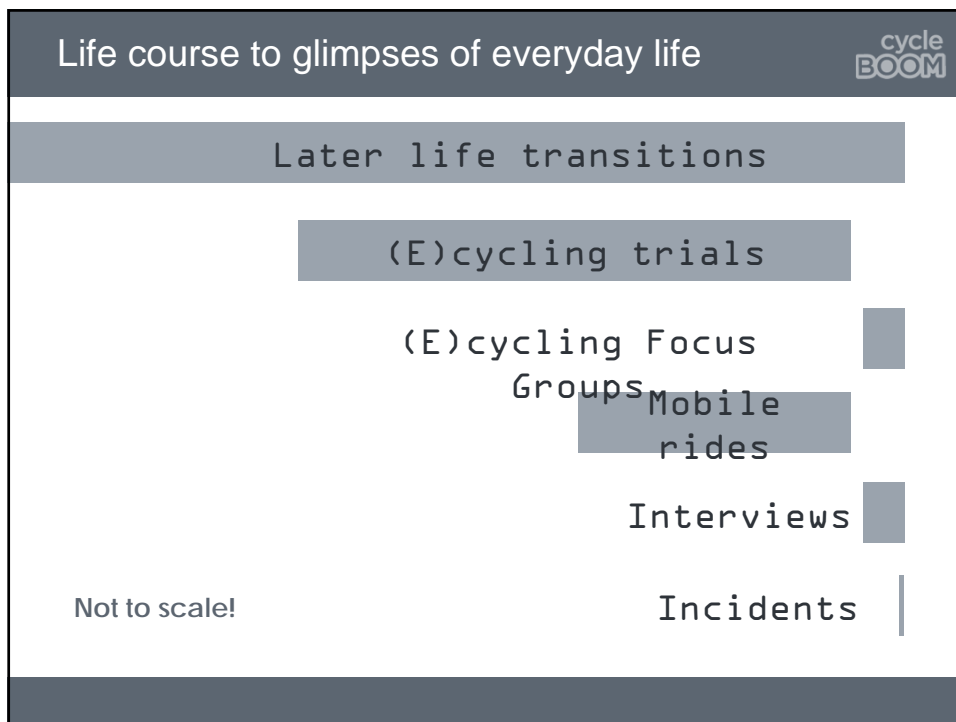 Life course to glimpses of everyday life
cycle
BOOM
Later life transitions
(E)cycling trials
(E)cycling Focus
Groups
Mobile
rides
Interviews
Not to scale!
Incidents